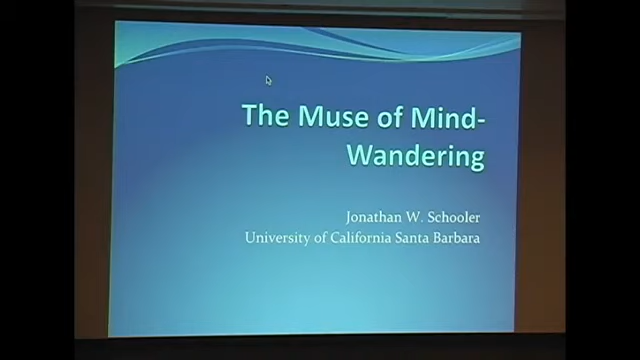 The Muse of Mind-
Wandering
Jonathan W. Schooler
University of California Santa Barbara